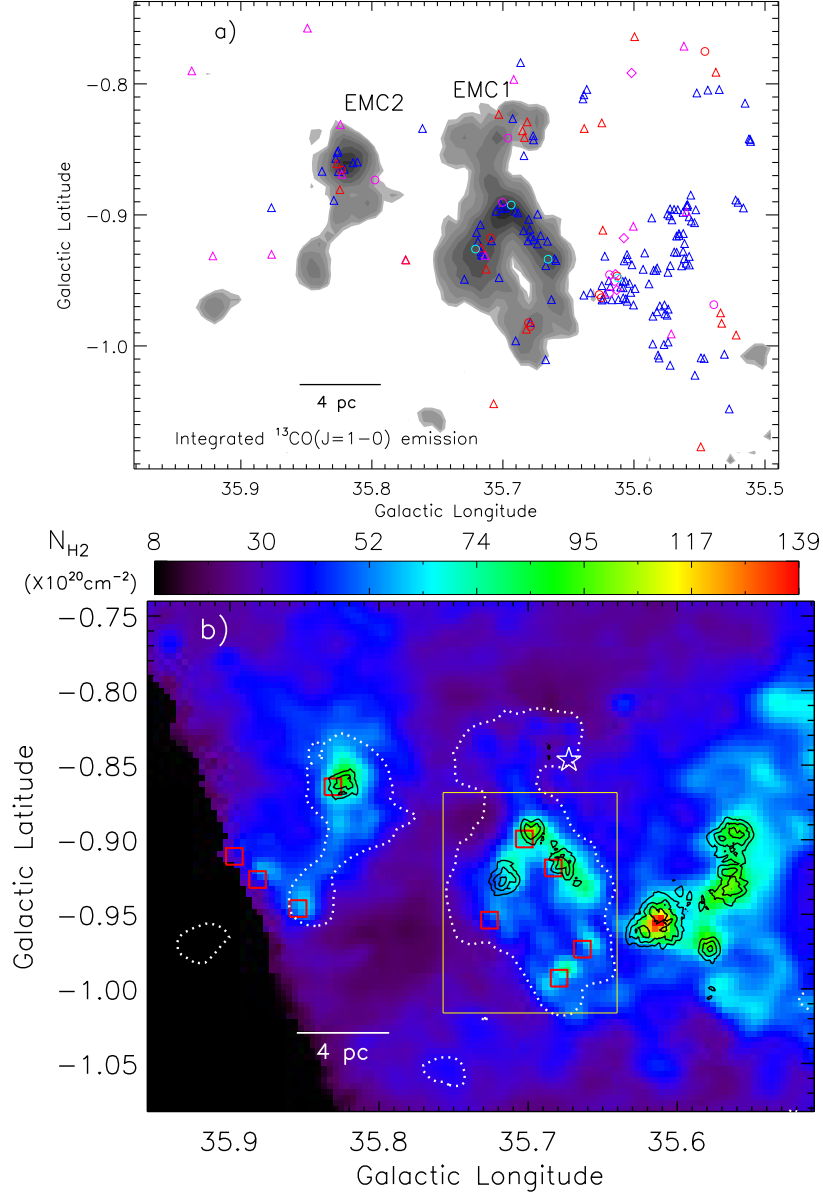 a)
EMC2 EMC1
−0.8
−0.9
−1.0
Galactic Latitude
4 pc
Integrated ¹³CO(J=1−0) emission
35.9 35.8 35.7 35.6 35.5
Galactic Longitude
N_H2 8 30 52 74 95 117 139
(X10²⁰cm⁻²)
b)
−0.75
−0.80
−0.85
−0.90
−0.95
−1.00
−1.05
Galactic Latitude
4 pc
35.9 35.8 35.7 35.6
Galactic Longitude